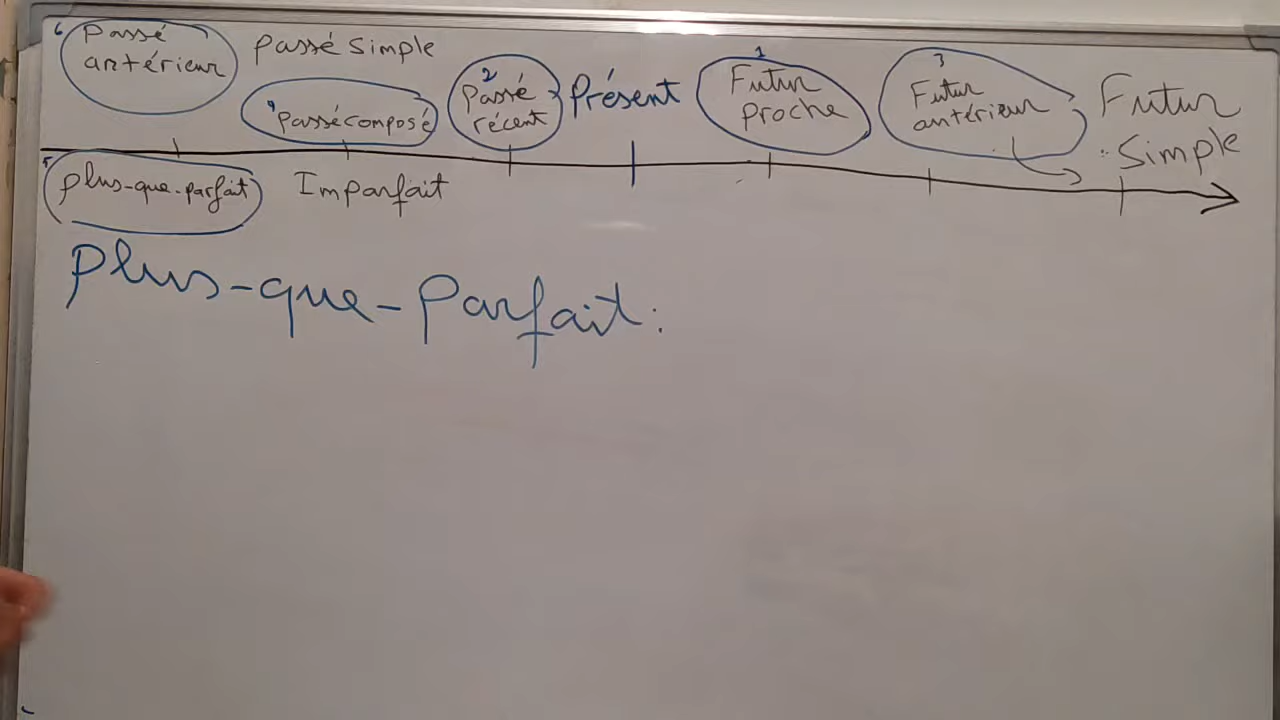 6
Passé
antérieur
Passé Simple
4
Passé composé
2
Passé
récent
Présent
1
Futur
proche
3
Futur
antérieur
Futur
Simple
5
Plus-que-parfait
Imparfait
Plus-que-Parfait :